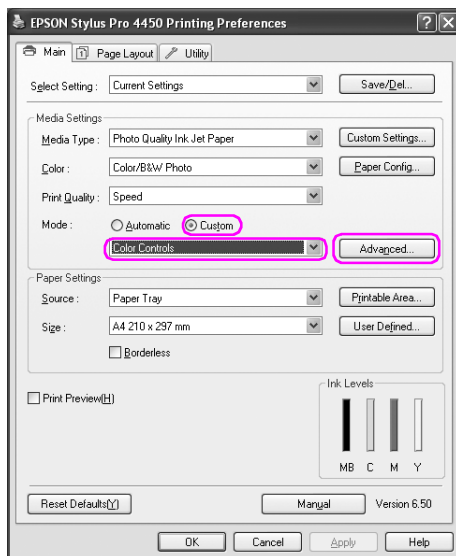 EPSON Stylus Pro 4450 Printing Preferences
Main Page Layout Utility
Select Setting : Current Settings Save/Del...
Media Settings
Media Type : Photo Quality Ink Jet Paper Custom Settings...
Color : Color/B&W Photo Paper Config...
Print Quality : Speed
Mode : Automatic Custom
Color Controls Advanced...
Paper Settings
Source : Paper Tray Printable Area...
Size : A4 210 x 297 mm User Defined...
Borderless
Print Preview(H)
Ink Levels
MB C M Y
Reset Defaults(Y) Manual Version 6.50
OK Cancel Apply Help